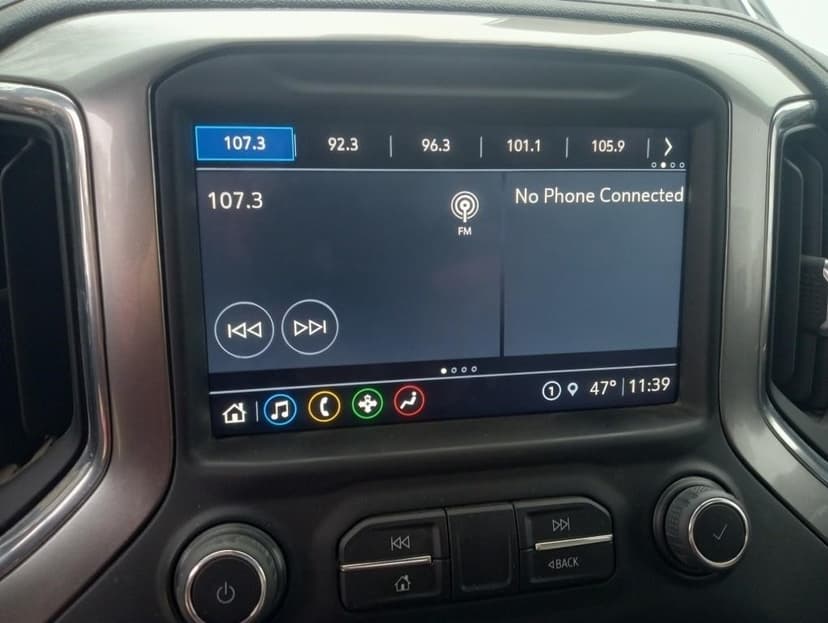 107.3 92.3 96.3 101.1 105.9
107.3
FM
No Phone Connected
1 47° 11:39
BACK